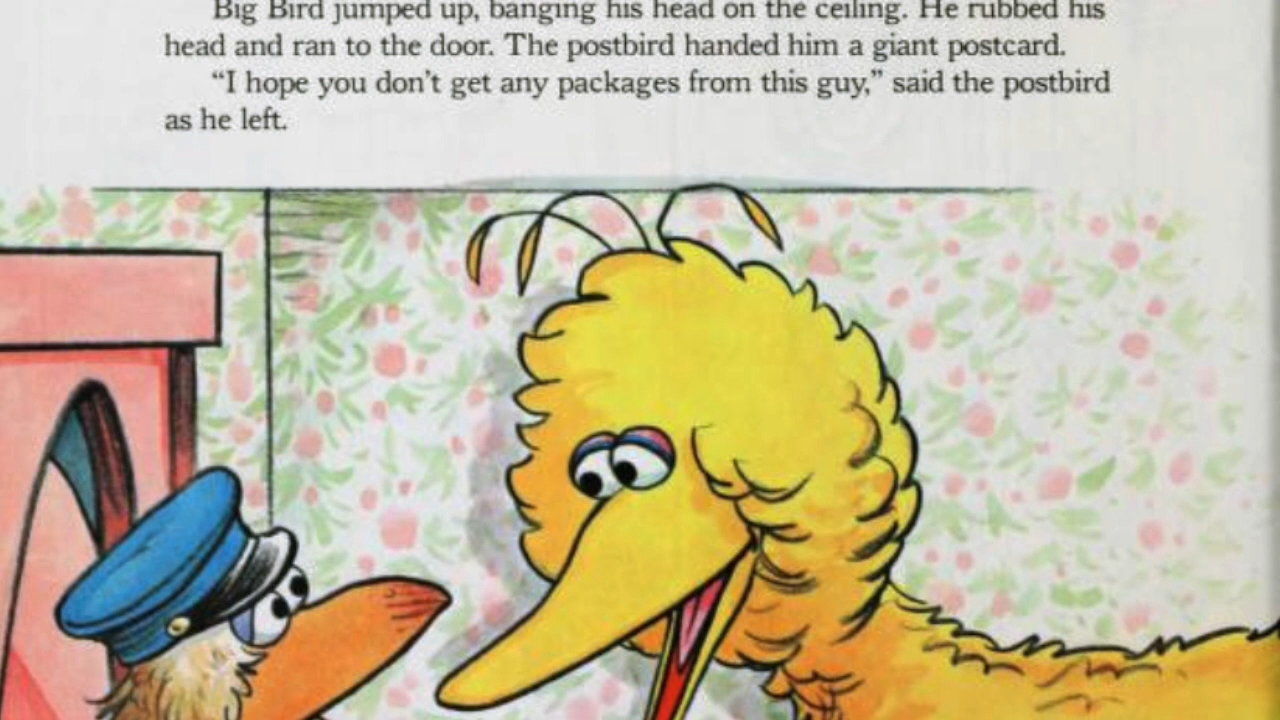 Big Bird jumped up, banging his head on the ceiling. He rubbed his
head and ran to the door. The postbird handed him a giant postcard.
“I hope you don’t get any packages from this guy,” said the postbird
as he left.